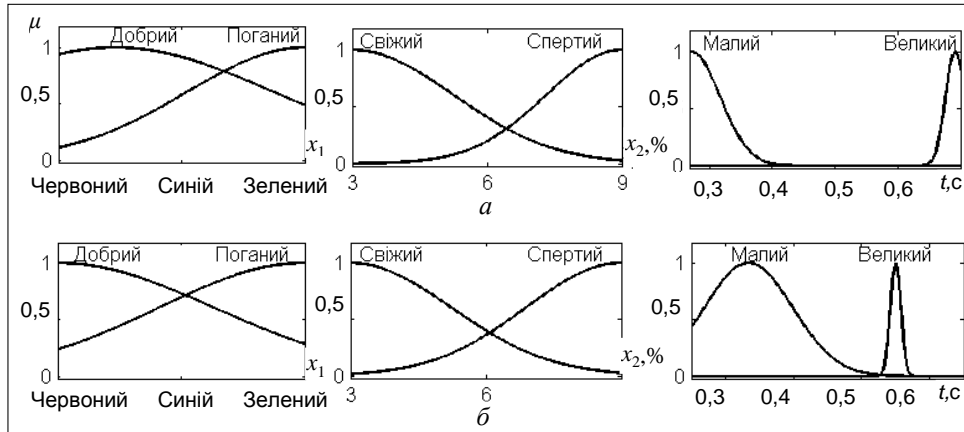 μ
Добрий Поганий
Свіжий Спертий
Малий Великий
1 1 1
0,5 0,5 0,5
0 0 0
x1 x2,%
Червоний Синій Зелений
3 6 9
0,3 0,4 0,5 0,6 t,c
а
Добрий Поганий
Свіжий Спертий
Малий Великий
1 1 1
0,5 0,5 0,5
0 0 0
x1 x2,%
Червоний Синій Зелений
3 6 9
0,3 0,4 0,5 0,6 t,c
б